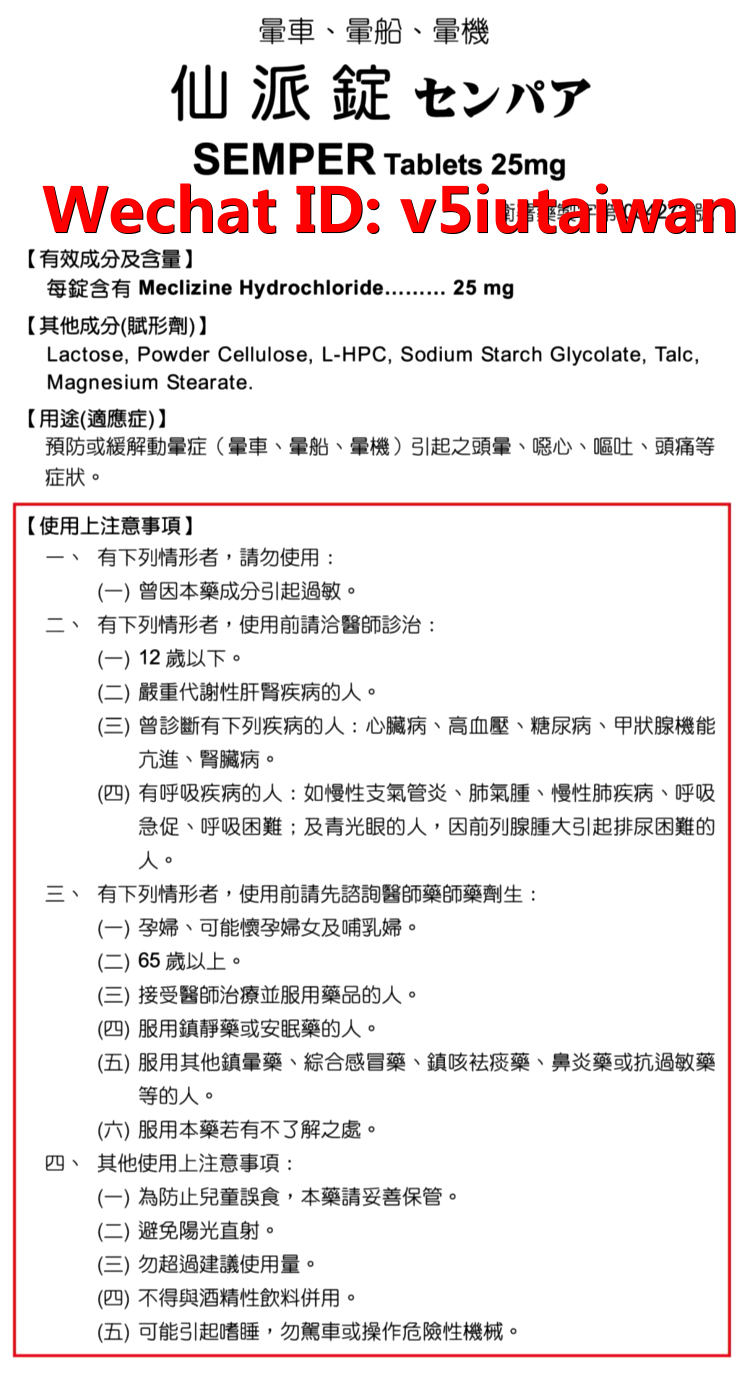 暈車、暈船、暈機
仙派錠 センパア
SEMPER Tablets 25mg
Wechat ID: v5iutaiwan
【有效成分及含量】
每錠含有 Meclizine Hydrochloride......... 25 mg
【其他成分(賦形劑)】
Lactose, Powder Cellulose, L-HPC, Sodium Starch Glycolate, Talc,
Magnesium Stearate.
【用途(適應症)】
預防或緩解動暈症（暈車、暈船、暈機）引起之頭暈、噁心、嘔吐、頭痛等
症狀。
【使用上注意事項】
一、 有下列情形者，請勿使用：
(一) 曾因本藥成分引起過敏。
二、 有下列情形者，使用前請洽醫師診治：
(一) 12 歲以下。
(二) 嚴重代謝性肝腎疾病的人。
(三) 曾診斷有下列疾病的人：心臟病、高血壓、糖尿病、甲狀腺機能
亢進、腎臟病。
(四) 有呼吸疾病的人：如慢性支氣管炎、肺氣腫、慢性肺疾病、呼吸
急促、呼吸困難；及青光眼的人，因前列腺腫大引起排尿困難的
人。
三、 有下列情形者，使用前請先諮詢醫師藥師藥劑生：
(一) 孕婦、可能懷孕婦女及哺乳婦。
(二) 65 歲以上。
(三) 接受醫師治療並服用藥品的人。
(四) 服用鎮靜藥或安眠藥的人。
(五) 服用其他鎮暈藥、綜合感冒藥、鎮咳祛痰藥、鼻炎藥或抗過敏藥
等的人。
(六) 服用本藥若有不了解之處。
四、 其他使用上注意事項：
(一) 為防止兒童誤食，本藥請妥善保管。
(二) 避免陽光直射。
(三) 勿超過建議使用量。
(四) 不得與酒精性飲料併用。
(五) 可能引起嗜睡，勿駕車或操作危險性機械。